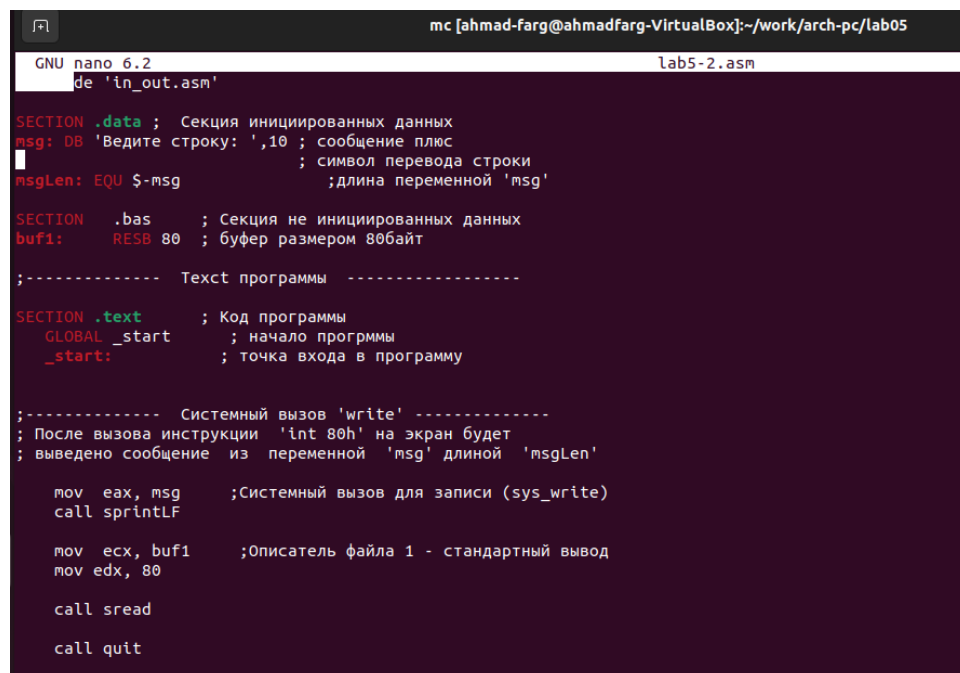 mc [ahmad-farg@ahmadfarg-VirtualBox]:~/work/arch-pc/lab05
GNU nano 6.2 lab5-2.asm
de 'in_out.asm'
SECTION .data ; Секция инициированных данных
msg: DB 'Ведите строку: ',10 ; сообщение плюс
; символ перевода строки
msgLen: EQU $-msg ;длина переменной 'msg'
SECTION .bas ; Секция не инициированных данных
buf1: RESB 80 ; буфер размером 80байт
;-------------- Texct программы ------------------
SECTION .text ; Код программы
GLOBAL _start ; начало прогрммы
_start: ; точка входа в программу
;-------------- Системный вызов 'write' --------------
; После вызова инструкции 'int 80h' на экран будет
; выведено сообщение из переменной 'msg' длиной 'msgLen'
mov eax, msg ;Системный вызов для записи (sys_write)
call sprintLF
mov ecx, buf1 ;Описатель файла 1 - стандартный вывод
mov edx, 80
call sread
call quit